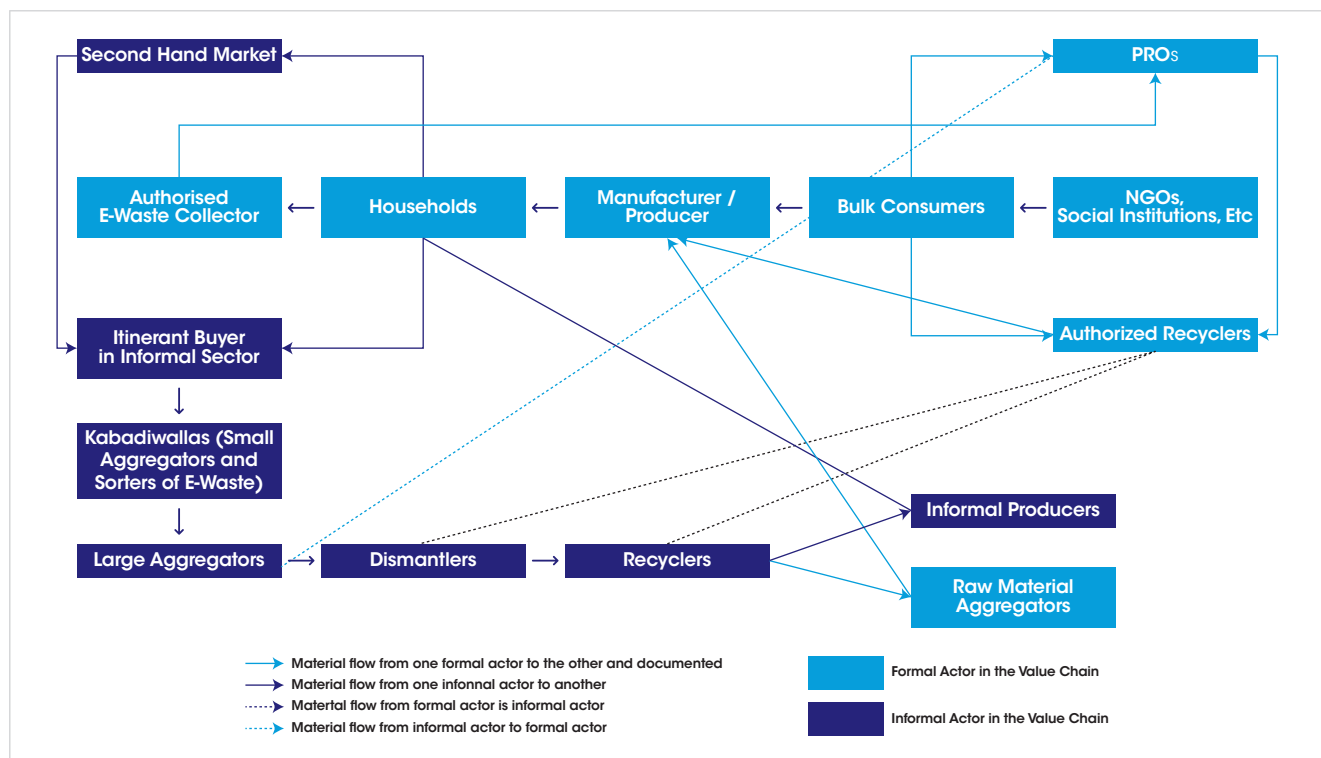 Second Hand Market
PROs
Authorised
E-Waste Collector
Households
Manufacturer /
Producer
Bulk Consumers
NGOs,
Social Institutions, Etc
Itinerant Buyer
in Informal Sector
Authorized Recyclers
Kabadiwallas (Small
Aggregators and
Sorters of E-Waste)
Informal Producers
Large Aggregators
Dismantlers
Recyclers
Raw Material
Aggregators
Material flow from one formal actor to the other and documented
Material flow from one infonnal actor to another
Matertal flow from formal actor is informal actor
Material flow from informal actor to formal actor
Formal Actor in the Value Chain
Informal Actor in the Value Chain